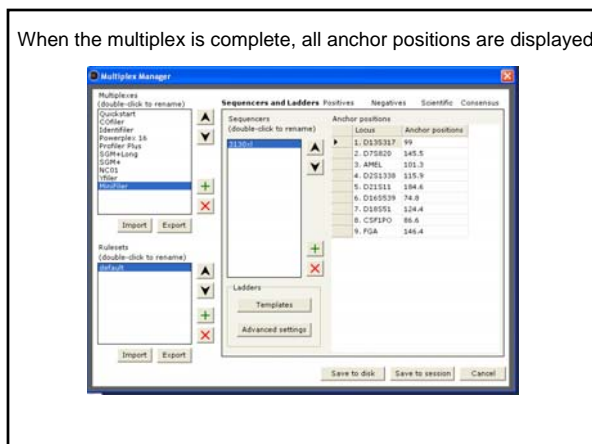 When the multiplex is complete, all anchor positions are displayed
Multiplex Manager
Multiplexes
(double-click to rename)
Quickstart
COfiler
Identifiler
Powerplex 16
Profiler Plus
SGM+Long
SGM+
NC01
Yfiler
MiniFiler
Import Export
Rulesets
(double-click to rename)
default
Import Export
Sequencers and Ladders Positives Negatives Scientific Consensus
Sequencers
(double-click to rename)
3130xl
Ladders
Templates
Advanced settings
Anchor positions
Locus Anchor positions
1. D13S317 99
2. D7S820 145.5
3. AMEL 101.3
4. D2S1338 115.9
5. D21S11 184.6
6. D16S539 74.8
7. D18S51 124.4
8. CSF1PO 86.6
9. FGA 146.4
Save to disk Save to session Cancel